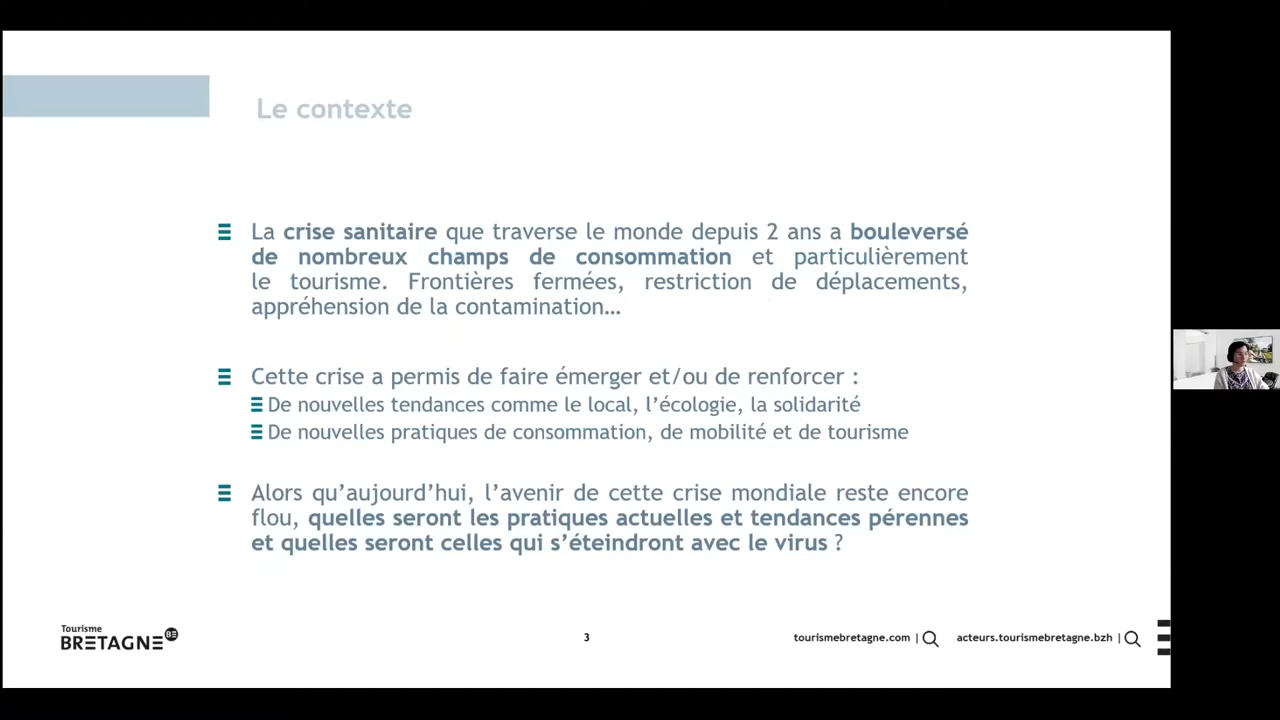 Le contexte
La crise sanitaire que traverse le monde depuis 2 ans a bouleversé
de nombreux champs de consommation et particulièrement
le tourisme. Frontières fermées, restriction de déplacements,
appréhension de la contamination…
Cette crise a permis de faire émerger et/ou de renforcer :
De nouvelles tendances comme le local, l’écologie, la solidarité
De nouvelles pratiques de consommation, de mobilité et de tourisme
Alors qu’aujourd’hui, l’avenir de cette crise mondiale reste encore
flou, quelles seront les pratiques actuelles et tendances pérennes
et quelles seront celles qui s’éteindront avec le virus ?
Tourisme
BRETAGNE BE
3
tourismebretagne.com |
acteurs.tourismebretagne.bzh |